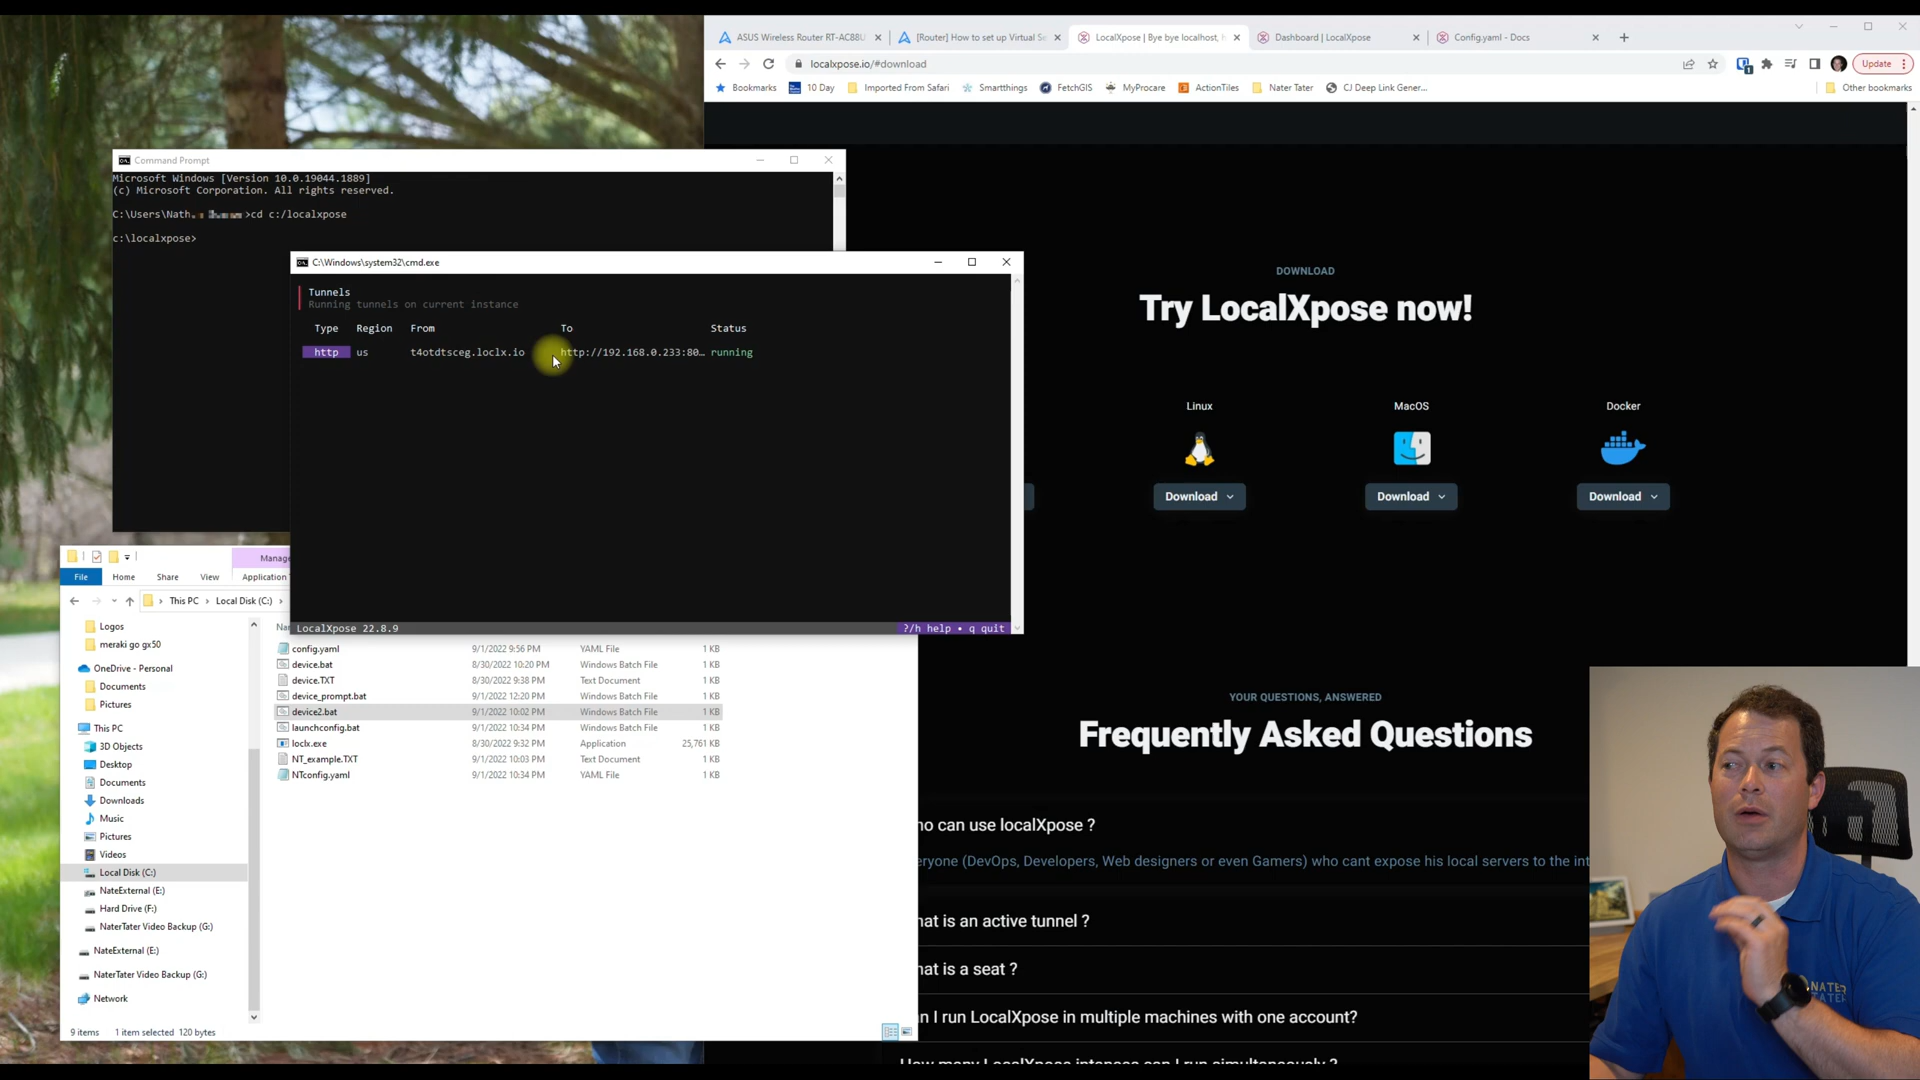 ASUS Wireless Router RT-AC88U
[Router] How to set up Virtual Se
LocalXpose | Bye bye localhost, h
Dashboard | LocalXpose
Config.yaml - Docs
localxpose.io/#download
Update
Bookmarks
10 Day
Imported From Safari
Smartthings
FetchGIS
MyProcare
ActionTiles
Nater Tater
CJ Deep Link Gener...
Other bookmarks
Command Prompt
Microsoft Windows [Version 10.0.19044.1889]
(c) Microsoft Corporation. All rights reserved.
C:\Users\Nath >cd c:/localxpose
c:\localxpose>
C:\Windows\system32\cmd.exe
Tunnels
Running tunnels on current instance
Type Region From To Status
http us t4otdtsceg.loclx.io http://192.168.0.233:80… running
LocalXpose 22.8.9
?/h help • q quit
DOWNLOAD
Try LocalXpose now!
Linux
MacOS
Docker
Download
Download
Download
YOUR QUESTIONS, ANSWERED
Frequently Asked Questions
ho can use localXpose ?
eryone (DevOps, Developers, Web designers or even Gamers) who cant expose his local servers to the int
hat is an active tunnel ?
hat is a seat ?
n I run LocalXpose in multiple machines with one account?
How many LocalXpose intances can I run simultaneously ?
Manage
File Home Share View Application
This PC > Local Disk (C:) >
Logos
meraki go gx50
OneDrive - Personal
Documents
Pictures
This PC
3D Objects
Desktop
Documents
Downloads
Music
Pictures
Videos
Local Disk (C:)
NateExternal (E:)
Hard Drive (F:)
NaterTater Video Backup (G:)
NateExternal (E:)
NaterTater Video Backup (G:)
Network
config.yaml 9/1/2022 9:56 PM YAML File 1 KB
device.bat 8/30/2022 10:20 PM Windows Batch File 1 KB
device.TXT 8/30/2022 9:38 PM Text Document 1 KB
device_prompt.bat 9/1/2022 12:20 PM Windows Batch File 1 KB
device2.bat 9/1/2022 10:02 PM Windows Batch File 1 KB
launchconfig.bat 9/1/2022 10:34 PM Windows Batch File 1 KB
loclx.exe 8/30/2022 9:32 PM Application 25,761 KB
NT_example.TXT 9/1/2022 10:03 PM Text Document 1 KB
NTconfig.yaml 9/1/2022 10:34 PM YAML File 1 KB
9 items 1 item selected 120 bytes
NATER
TATER